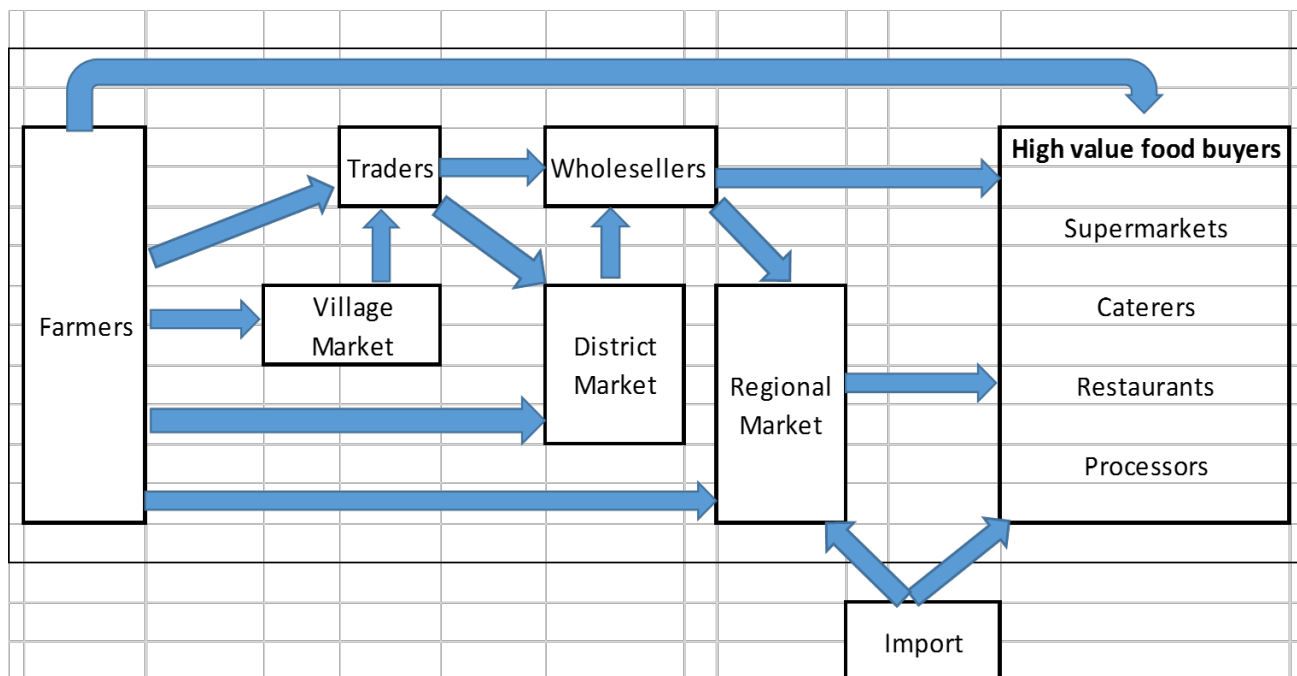 High value food buyers
Traders
Wholesellers
Supermarkets
Farmers
Village
Market
Caterers
District
Market
Regional
Market
Restaurants
Processors
Import